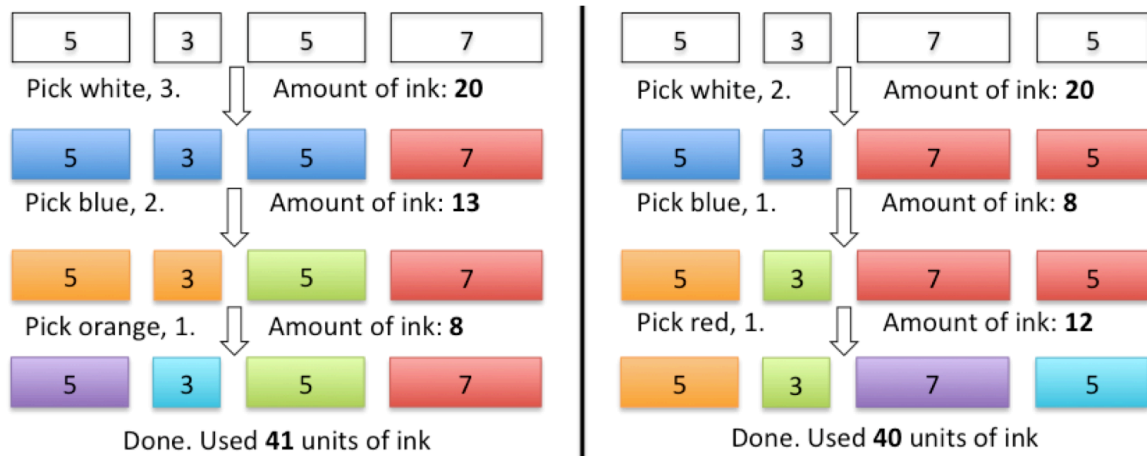 5 3 5 7
Pick white, 3. Amount of ink: 20
5 3 5 7
Pick blue, 2. Amount of ink: 13
5 3 5 7
Pick orange, 1. Amount of ink: 8
5 3 5 7
Done. Used 41 units of ink
5 3 7 5
Pick white, 2. Amount of ink: 20
5 3 7 5
Pick blue, 1. Amount of ink: 8
5 3 7 5
Pick red, 1. Amount of ink: 12
5 3 7 5
Done. Used 40 units of ink